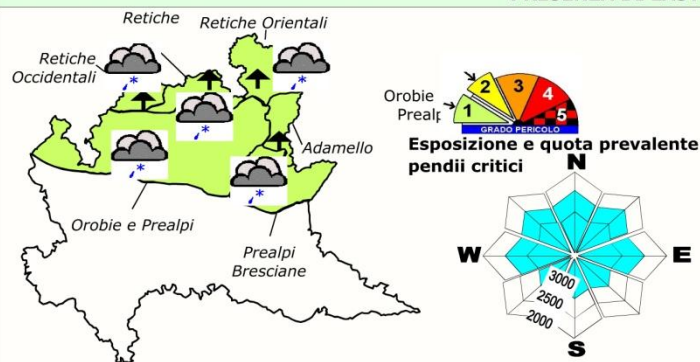 Retiche
Retiche Orientali
Retiche
Occidentali
Adamello
Orobie e Prealpi
Prealpi
Bresciane
Orobie
1
2
3
4
5
GRADO PERICOLO
Esposizione e quota prevalente
pendii critici
N
W
E
S
3000
2500
2000